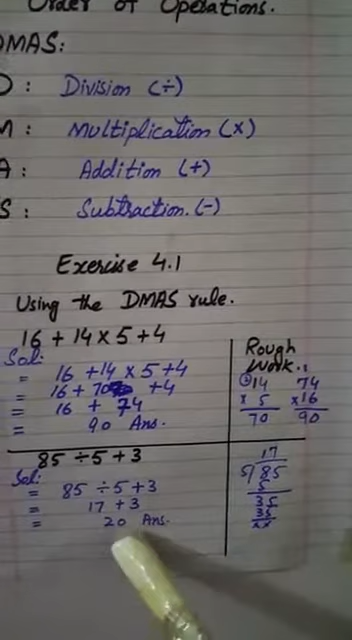 Order of Operations.
DMAS:
D: Division (÷)
M: Multiplication (×)
A: Addition (+)
S: Subtraction. (-)
Exercise 4.1
Using the DMAS rule.
16 + 14 × 5 + 4
Sol:
= 16 + 14 × 5 + 4
= 16 + 70 + 4
= 16 + 74
= 90 Ans.
Rough
Work.:
14 74
× 5 ×16
70 90
85 ÷ 5 + 3
Sol:
= 85 ÷ 5 + 3
= 17 + 3
= 20 Ans.
17
5)85
5
35
35
××